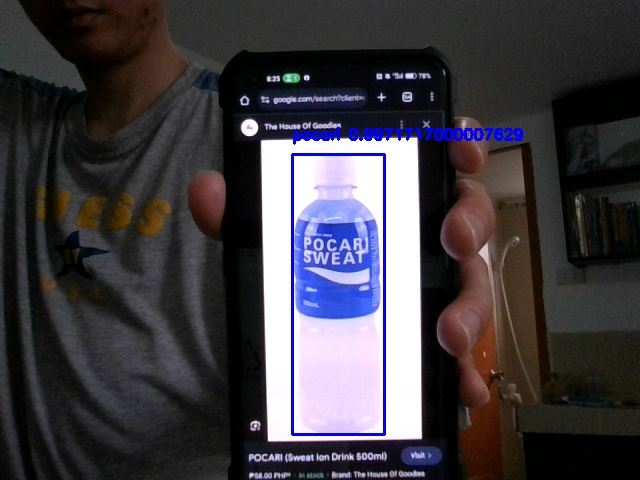 8:25
78%
google.com/search?client=
The House Of Goodies
pocari 0.9971717000007629
POCARI
SWEAT
GUESS
POCARI (Sweat Ion Drink 500ml)
Visit >
₱58.00 PHP* · In stock · Brand: The House Of Goodies